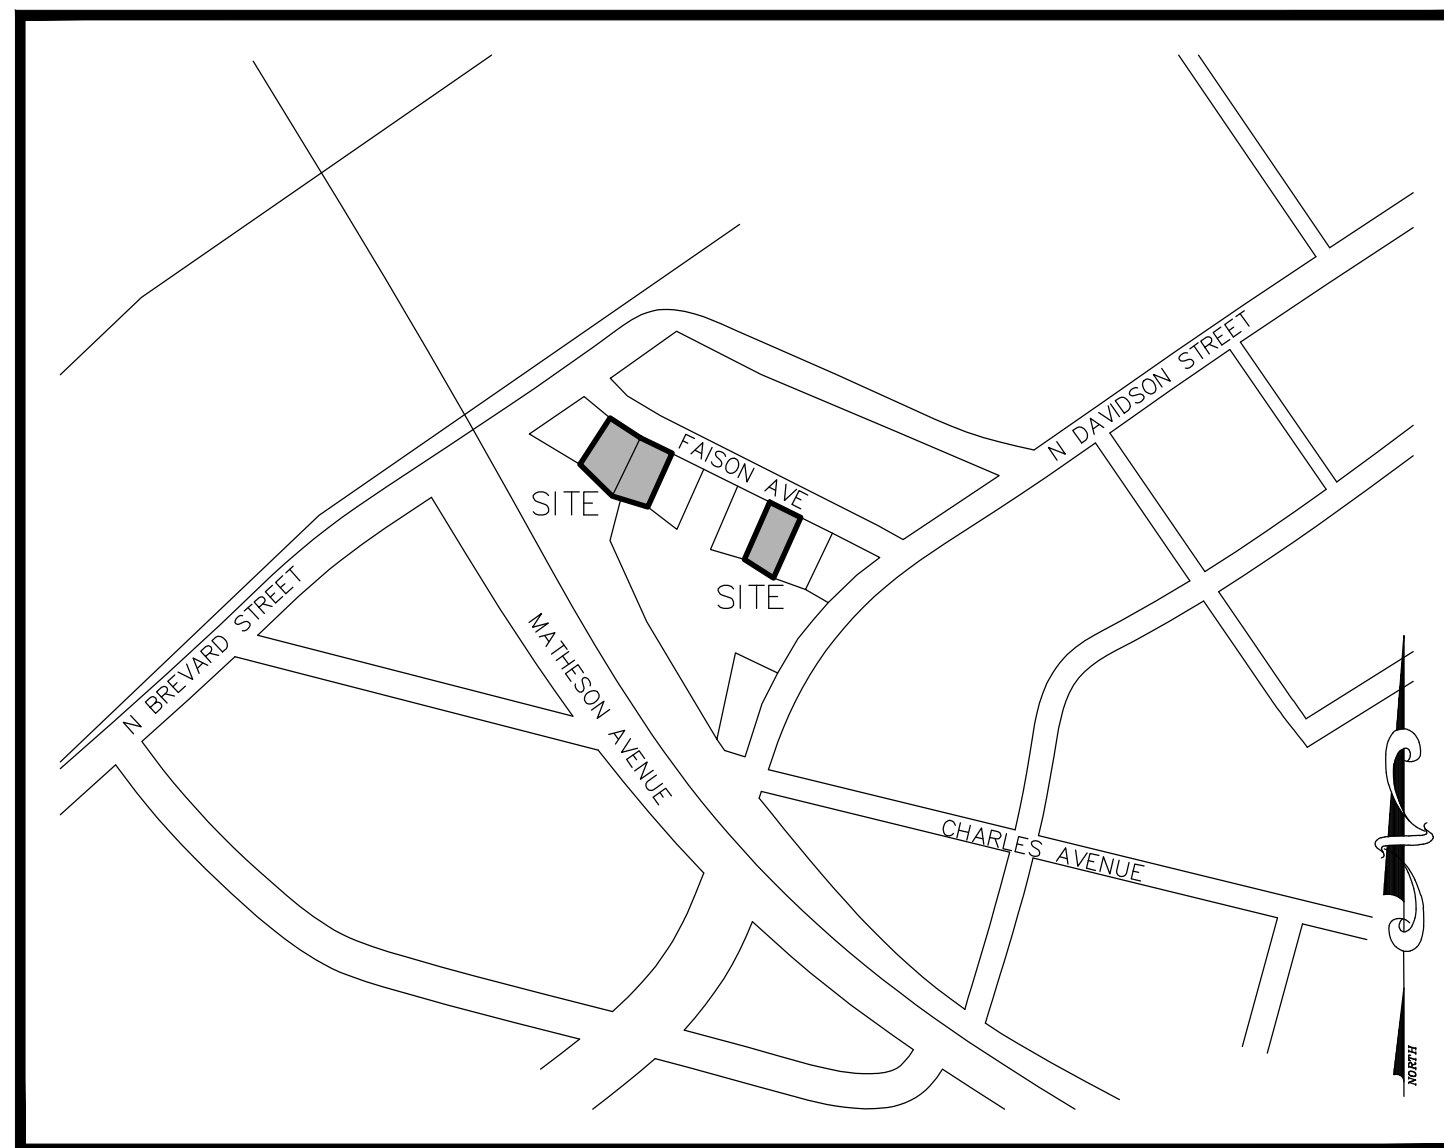 N DAVIDSON STREET
FAISON AVE
SITE
SITE
N BREVARD STREET
MATHESON AVENUE
CHARLES AVENUE
NORTH